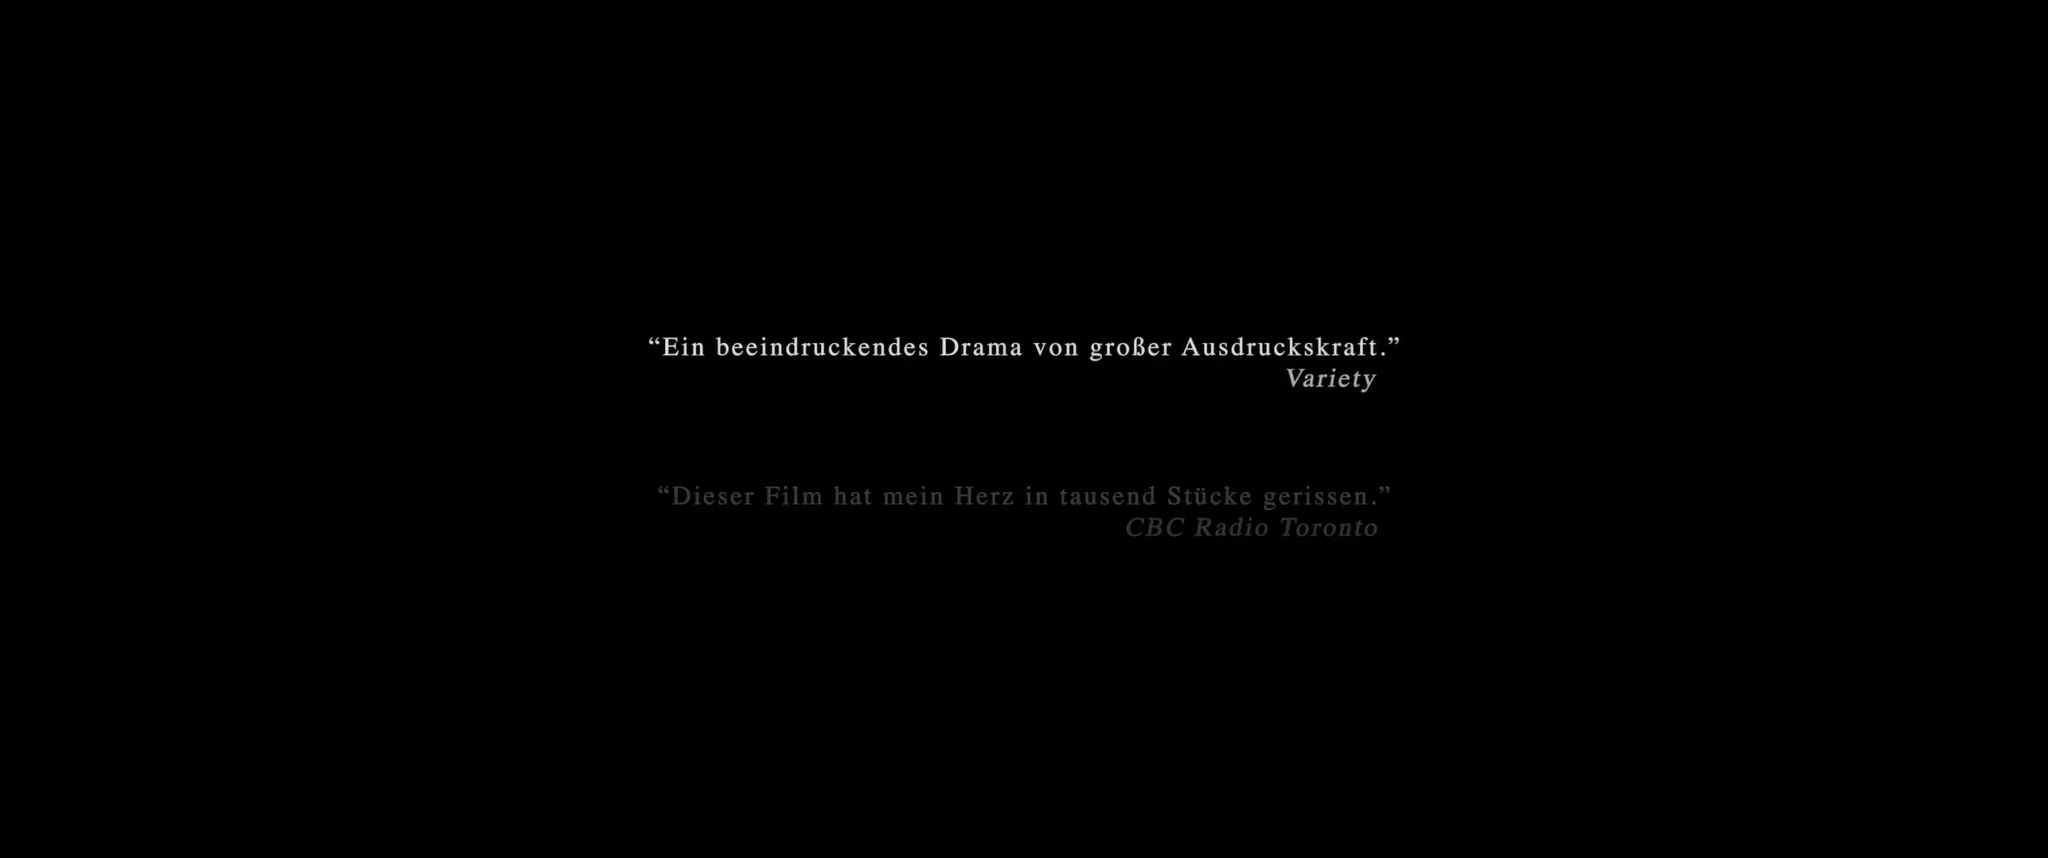 “Ein beeindruckendes Drama von großer Ausdruckskraft.”
Variety
“Dieser Film hat mein Herz in tausend Stücke gerissen.”
CBC Radio Toronto